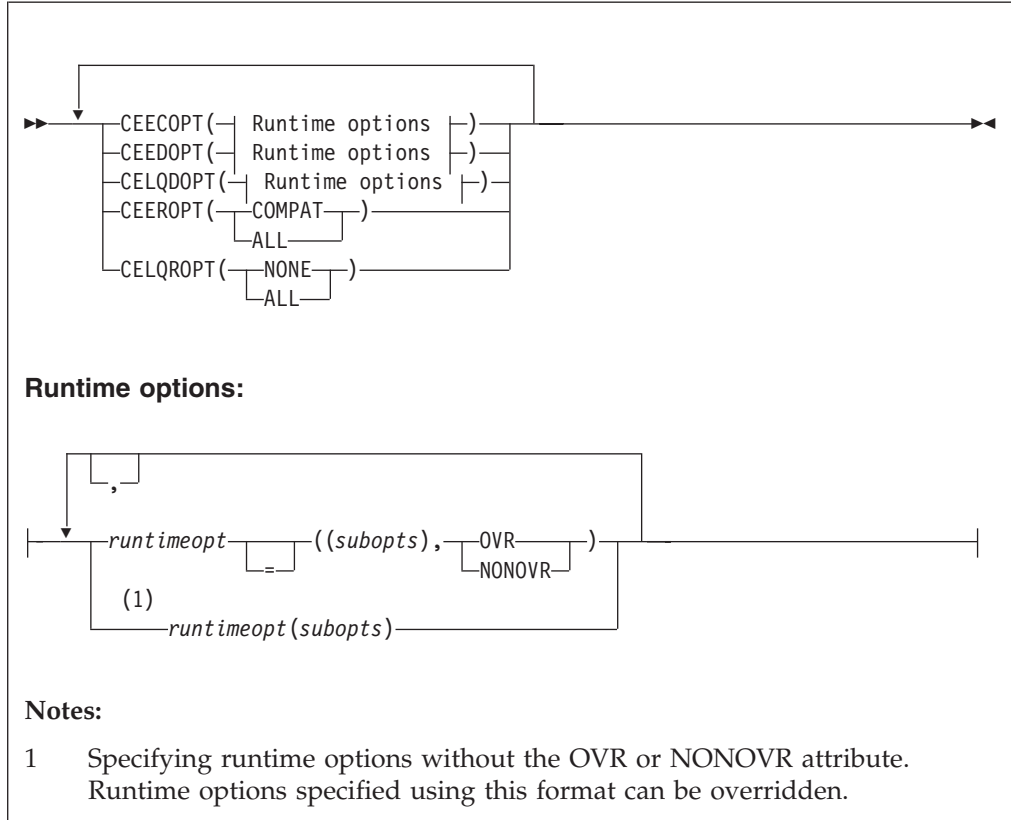 CEECOPT( Runtime options )
CEEDOPT( Runtime options )
CELQDOPT( Runtime options )
CEEROPT( COMPAT )
ALL
CELQROPT( NONE )
ALL
Runtime options:
,
runtimeopt = ((subopts), OVR )
NONOVR
(1)
runtimeopt(subopts)
Notes:
1 Specifying runtime options without the OVR or NONOVR attribute.
Runtime options specified using this format can be overridden.